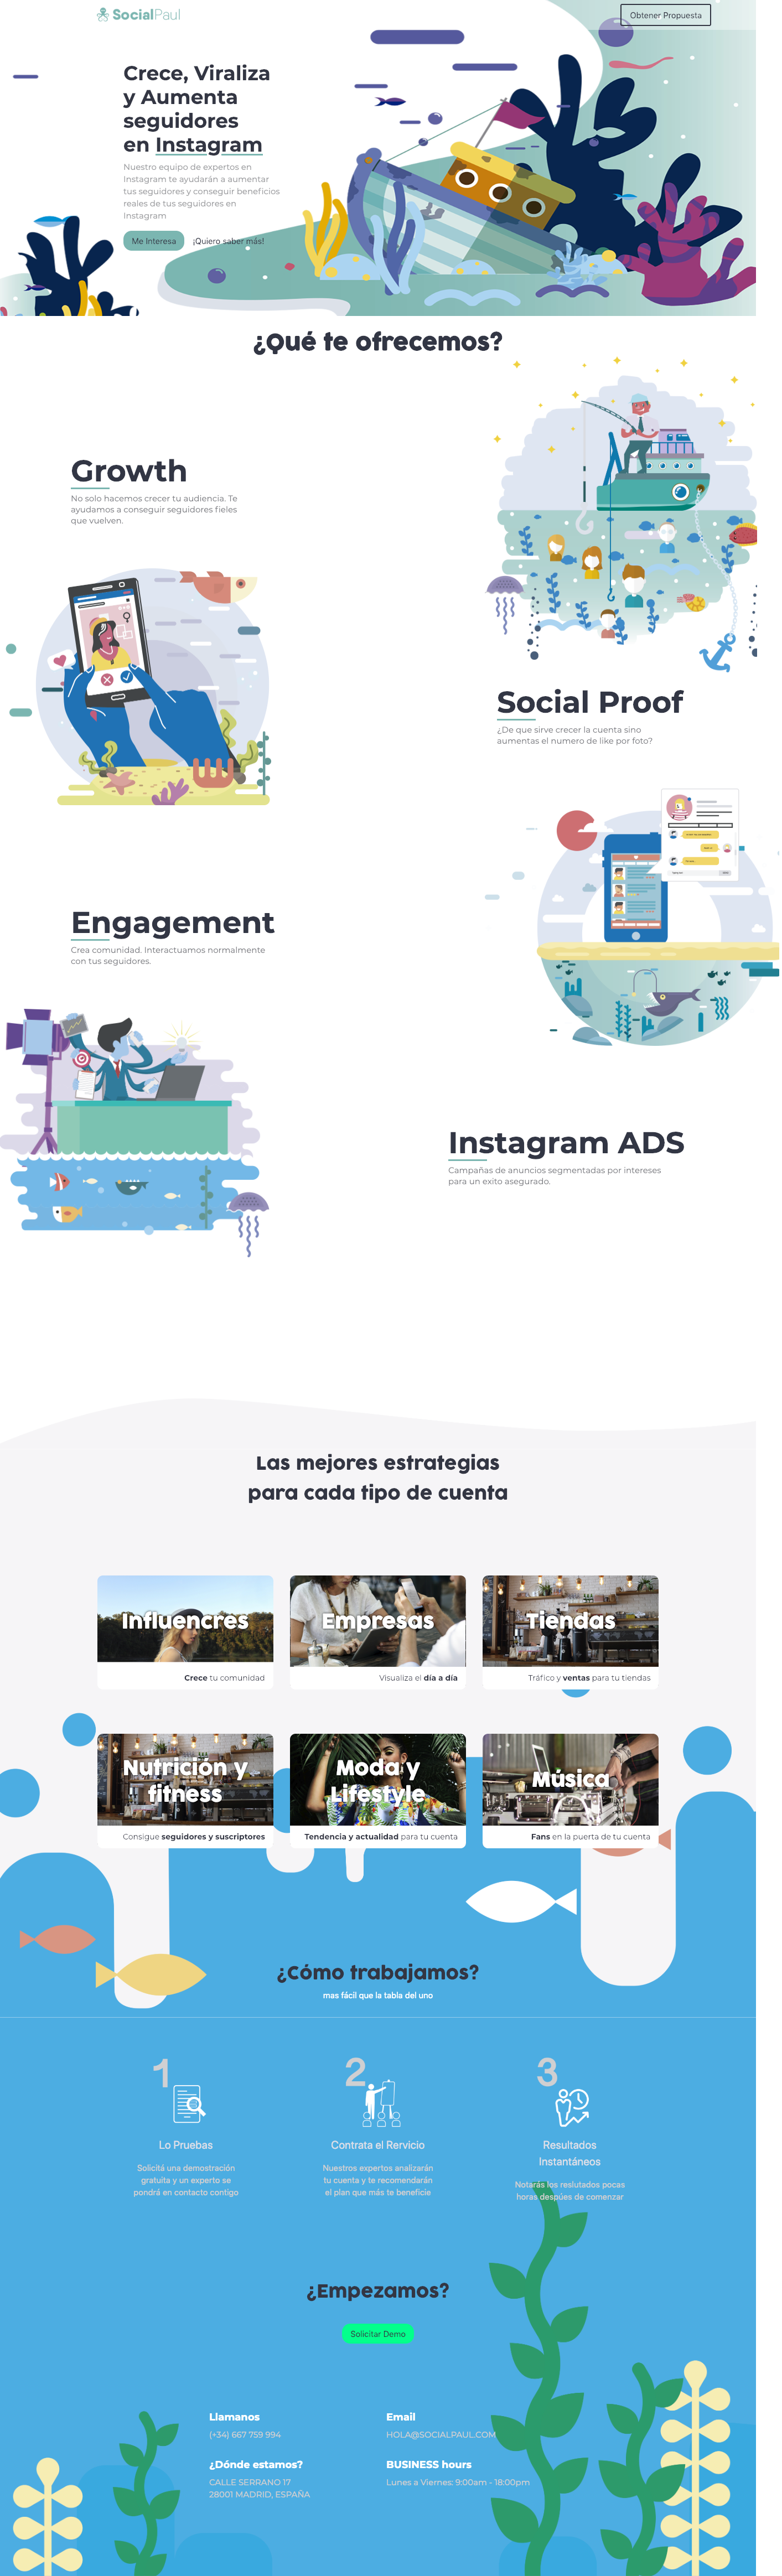 SocialPaul
Obtener Propuesta
Crece, Viraliza
y Aumenta
seguidores
en Instagram
Nuestro equipo de expertos en
Instagram te ayudarán a aumentar
tus seguidores y conseguir beneficios
reales de tus seguidores en
Instagram
Me Interesa
¡Quiero saber más!
¿Qué te ofrecemos?
Growth
No solo hacemos crecer tu audiencia. Te
ayudamos a conseguir seguidores fieles
que vuelven.
Social Proof
¿De que sirve crecer la cuenta sino
aumentas el numero de like por foto?
Engagement
Crea comunidad. Interactuamos normalmente
con tus seguidores.
Instagram ADS
Campañas de anuncios segmentadas por intereses
para un exito asegurado.
Las mejores estrategias
para cada tipo de cuenta
Influencres
Crece tu comunidad
Empresas
Visualiza el día a día
Tiendas
Tráfico y ventas para tu tiendas
Nutrición y
fitness
Consigue seguidores y suscriptores
Moda y
Lifestyle
Tendencia y actualidad para tu cuenta
Música
Fans en la puerta de tu cuenta
¿Cómo trabajamos?
mas fácil que la tabla del uno
1
Lo Pruebas
Solicitá una demostración
gratuita y un experto se
pondrá en contacto contigo
2
Contrata el Rervicio
Nuestros expertos analizarán
tu cuenta y te recomendarán
el plan que más te beneficie
3
Resultados
Instantáneos
Notarás los reslutados pocas
horas despúes de comenzar
¿Empezamos?
Solicitar Demo
Llamanos
(+34) 667 759 994
Email
HOLA@SOCIALPAUL.COM
¿Dónde estamos?
CALLE SERRANO 17
28001 MADRID, ESPAÑA
BUSINESS hours
Lunes a Viernes: 9:00am - 18:00pm